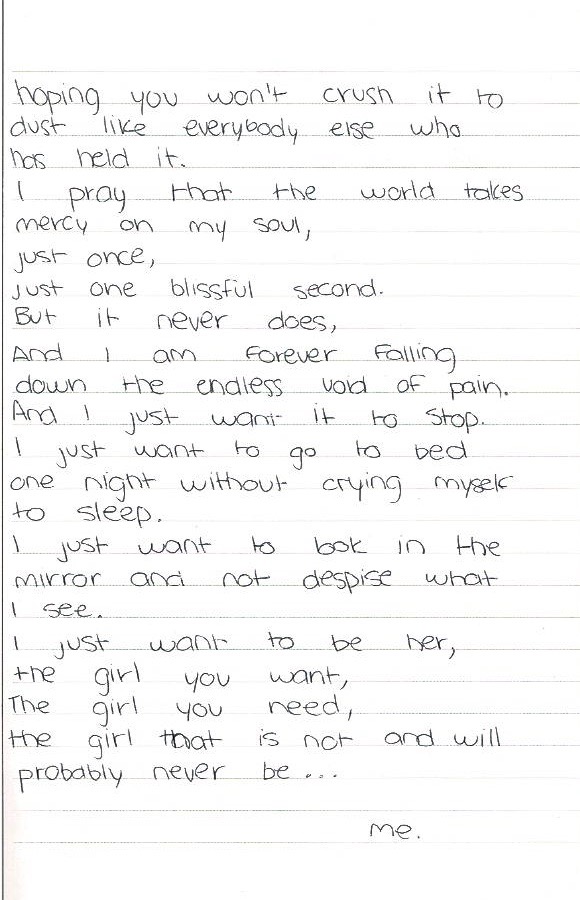 hoping you won't crush it to
dust like everybody else who
has held it.
I pray that the world takes
mercy on my soul,
just once,
just one blissful second.
But it never does,
And I am forever falling
down the endless void of pain.
And I just want it to stop.
I just want to go to bed
one night without crying myself
to sleep.
I just want to look in the
mirror and not despise what
I see.
I just want to be her,
the girl you want,
The girl you need,
the girl that is not and will
probably never be...
me.